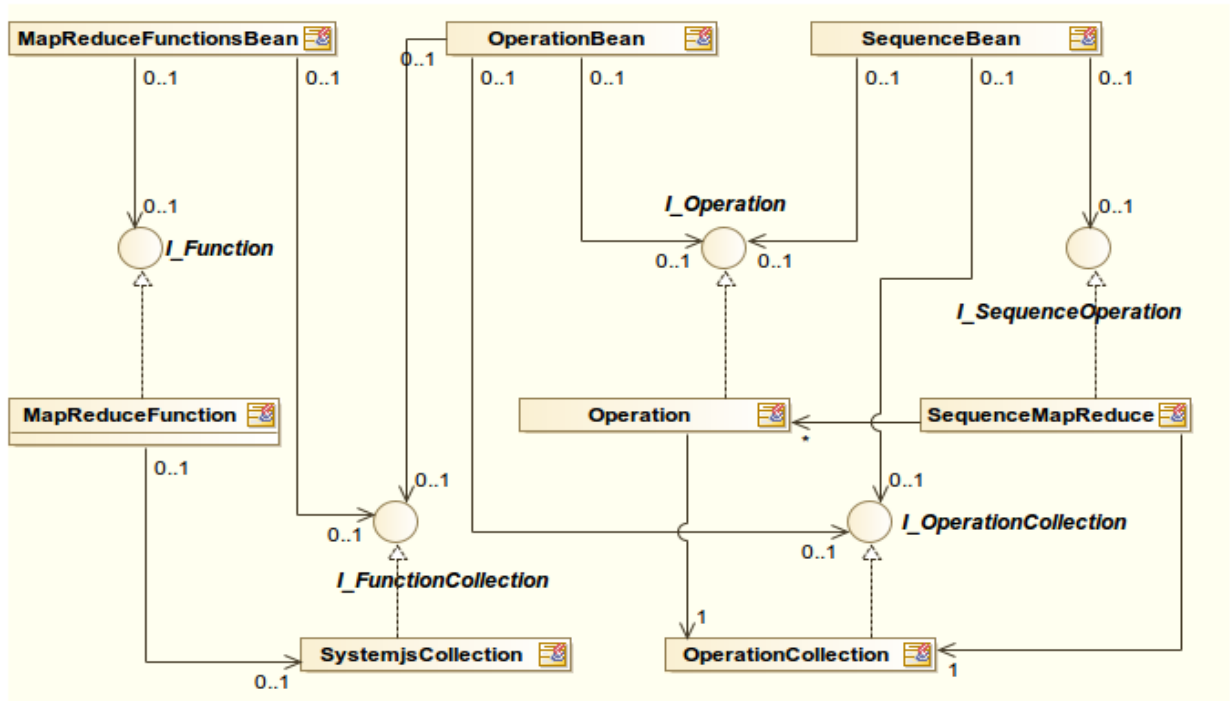 MapReduceFunctionsBean
OperationBean
SequenceBean
0..1
0..1
0..1
0..1
0..1
0..1
0..1
0..1
0..1
I_Operation
0..1
I_Function
0..1
0..1
I_SequenceOperation
MapReduceFunction
Operation
SequenceMapReduce
*
0..1
0..1
0..1
0..1
I_OperationCollection
0..1
I_FunctionCollection
1
SystemjsCollection
OperationCollection
0..1
1